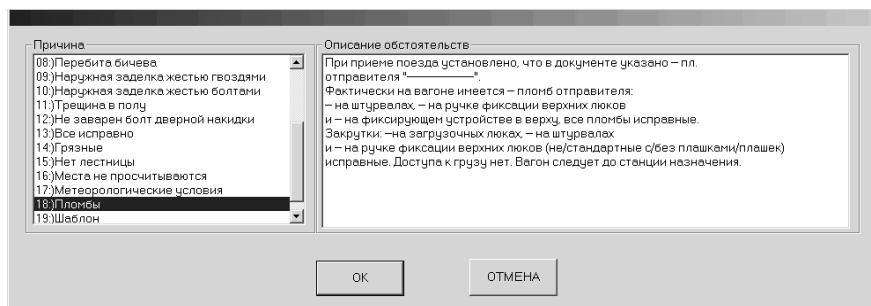 Причина
08:)Перебита бичева
09:)Наружная заделка жестью гвоздями
10:)Наружная заделка жестью болтами
11:)Трещина в полу
12:)Не заварен болт дверной накидки
13:)Все исправно
14:)Грязные
15:)Нет лестницы
16:)Места не просчитываются
17:)Метеорологические условия
18:)Пломбы
19:)Шаблон
Описание обстоятельств
При приеме поезда установлено, что в документе указано – пл.
отправителя "––––––––––".
Фактически на вагоне имеется – пломб отправителя:
– на штурвалах, – на ручке фиксации верхних люков
и – на фиксирующем устройстве в верху, все пломбы исправные.
Закрутки: –на загрузочных люках, – на штурвалах
и – на ручке фиксации верхних люков (не/стандартные с/без плашками/плашек)
исправные. Доступа к грузу нет. Вагон следует до станции назначения.
OK
ОТМЕНА